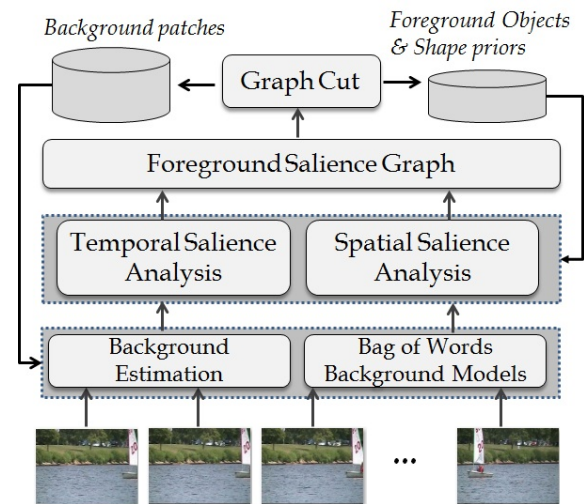 Background patches
Foreground Objects
& Shape priors
Graph Cut
Foreground Salience Graph
Temporal Salience
Analysis
Spatial Salience
Analysis
Background
Estimation
Bag of Words
Background Models
...